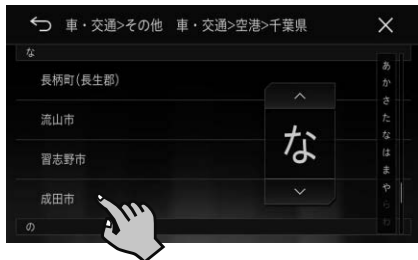 車・交通>その他 車・交通>空港>千葉県
な
長柄町(長生郡)
流山市
習志野市
成田市
の
な
あ
か
さ
た
な
は
ま
や
ら
わ